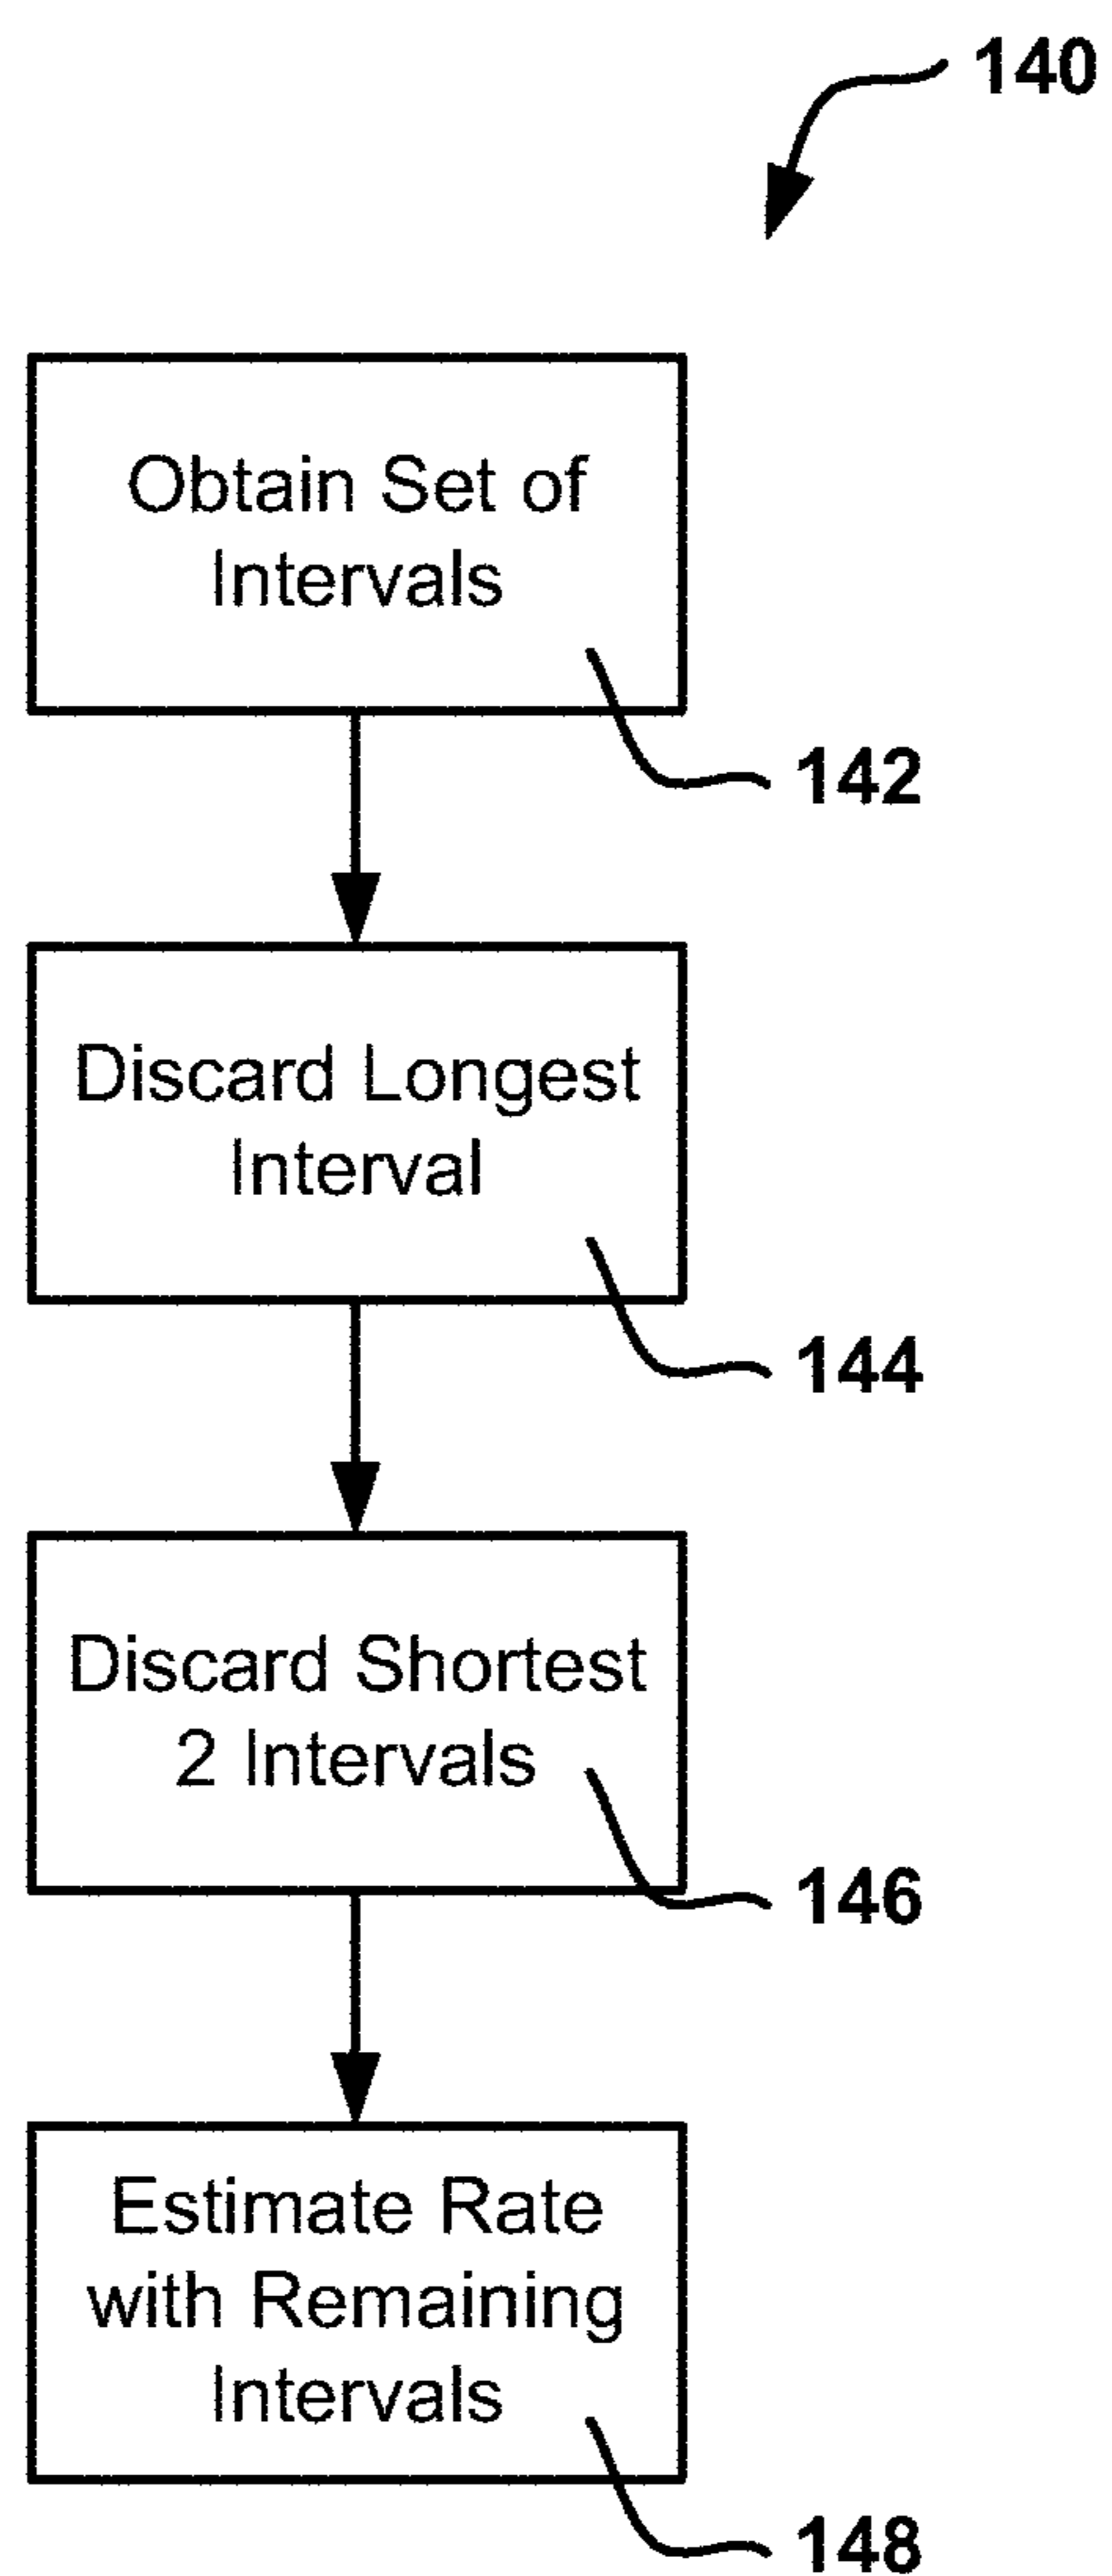 140
Obtain Set of
Intervals
142
Discard Longest
Interval
144
Discard Shortest
2 Intervals
146
Estimate Rate
with Remaining
Intervals
148